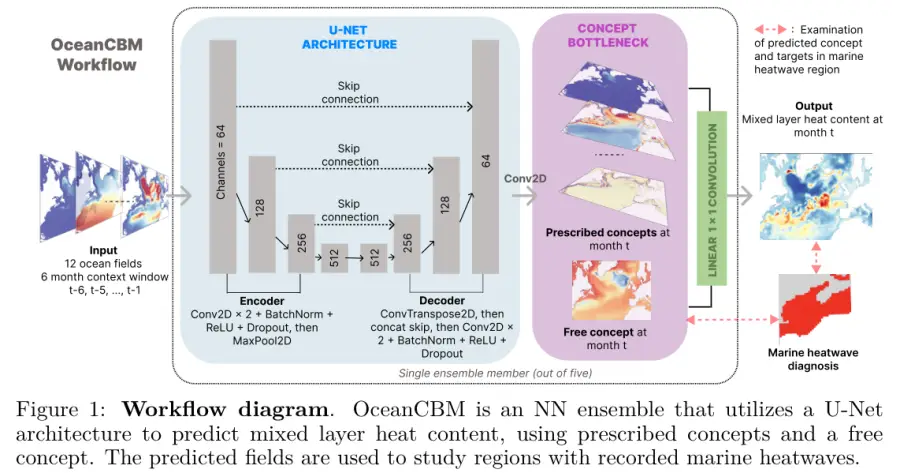 OceanCBM
Workflow
Input
12 ocean fields
6 month context window
t-6, t-5, ..., t-1
U-NET
ARCHITECTURE
Channels = 64
128
256
512
512
256
128
64
Skip
connection
Skip
connection
Skip
connection
Encoder
Conv2D × 2 + BatchNorm +
ReLU + Dropout, then
MaxPool2D
Decoder
ConvTranspose2D, then
concat skip, then Conv2D ×
2 + BatchNorm + ReLU +
Dropout
Conv2D
CONCEPT
BOTTLENECK
Prescribed concepts at
month t
Free concept at
month t
LINEAR 1 × 1 CONVOLUTION
Single ensemble member (out of five)
: Examination
of predicted concept
and targets in marine
heatwave region
Output
Mixed layer heat content at
month t
Marine heatwave
diagnosis
Figure 1: Workflow diagram. OceanCBM is an NN ensemble that utilizes a U-Net
architecture to predict mixed layer heat content, using prescribed concepts and a free
concept. The predicted fields are used to study regions with recorded marine heatwaves.